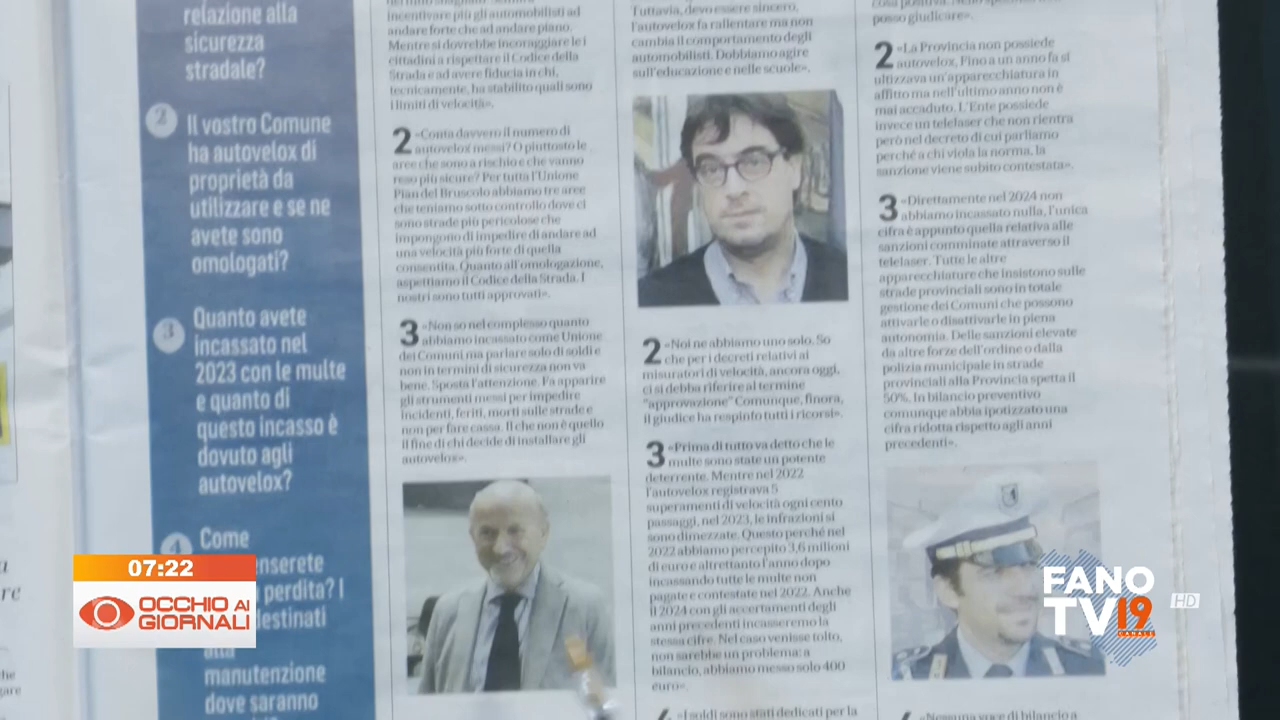 relazione alla
sicurezza
stradale?
2
Il vostro Comune
ha autovelox di
proprietà da
utilizzare e se ne
avete sono
omologati?
3
Quanto avete
incassato nel
2023 con le multe
e quanto di
questo incasso è
dovuto agli
autovelox?
4
Come
enserete
perdita? I
destinati
alla
manutenzione
dove saranno
incentivare più gli automobilisti ad
andare forte che ad andare piano.
Mentre si dovrebbe incoraggiare le i
cittadini a rispettare il Codice della
Strada e ad avere fiducia in chi,
tecnicamente, ha stabilito quali sono
i limiti di velocità».
2 «Conta davvero il numero di
autovelox messi? O piuttosto le
aree che sono a rischio e che vanno
reso più sicure? Per tutta l'Unione
Pian del Bruscolo abbiamo tre aree
che teniamo sotto controllo dove ci
sono strade più pericolose che
impongono di impedire di andare ad
una velocità più forte di quella
consentita. Quanto all'omologazione,
aspettiamo il Codice della Strada. I
nostri sono tutti approvati».
3 «Non so nel complesso quanto
abbiamo incassato come Unione
dei Comuni ma parlare solo di soldi e
non in termini di sicurezza non va
bene. Sposta l'attenzione. Fa apparire
gli strumenti messi per impedire
incidenti, feriti, morti sulle strade e
non per fare cassa. Il che non è quello
il fine di chi decide di installare gli
autovelox».
Tuttavia, devo essere sincero,
l'autovelox fa rallentare ma non
cambia il comportamento degli
automobilisti. Dobbiamo agire
sull'educazione e nelle scuole».
2 «Noi ne abbiamo uno solo. So
che per i decreti relativi ai
misuratori di velocità, ancora oggi,
ci si debba riferire al termine
"approvazione" Comunque, finora,
il giudice ha respinto tutti i ricorsi».
3 «Prima di tutto va detto che le
multe sono state un potente
deterrente. Mentre nel 2022
l'autovelox registrava 5
superamenti di velocità ogni cento
passaggi, nel 2023, le infrazioni si
sono dimezzate. Questo perché nel
2022 abbiamo percepito 3,6 milioni
di euro e altrettanto l'anno dopo
incassando tutte le multe non
pagate e contestate nel 2022. Anche
il 2024 con gli accertamenti degli
anni precedenti incasseremo la
stessa cifre. Nel caso venisse tolto,
non sarebbe un problema: a
bilancio, abbiamo messo solo 400
euro».
«I soldi sono stati dedicati per la
posso giudicare».
2 «La Provincia non possiede
autovelox. Fino a un anno fa si
ultizzava un'apparecchiatura in
affitto ma nell'ultimo anno non è
mai accaduto. L'Ente possiede
invece un telelaser che non rientra
però nel decreto di cui parliamo
perché a chi viola la norma, la
sanzione viene subito contestata».
3 «Direttamente nel 2024 non
abbiamo incassato nulla, l'unica
cifra è appunto quella relativa alle
sanzioni comminate attraverso il
telelaser. Tutte le altre
apparecchiature che insistono sulle
strade provinciali sono in totale
gestione dei Comuni che possono
attivarle o disattivarle in piena
autonomia. Delle sanzioni elevate
da altre forze dell'ordine o dalla
polizia municipale in strade
provinciali alla Provincia spetta il
50%. In bilancio preventivo
comunque abbia ipotizzato una
cifra ridotta rispetto agli anni
precedenti».
«Nessuna voce di bilancio a
07:22
OCCHIO AI
GIORNALI
FANO
TV19
CANALE
HD